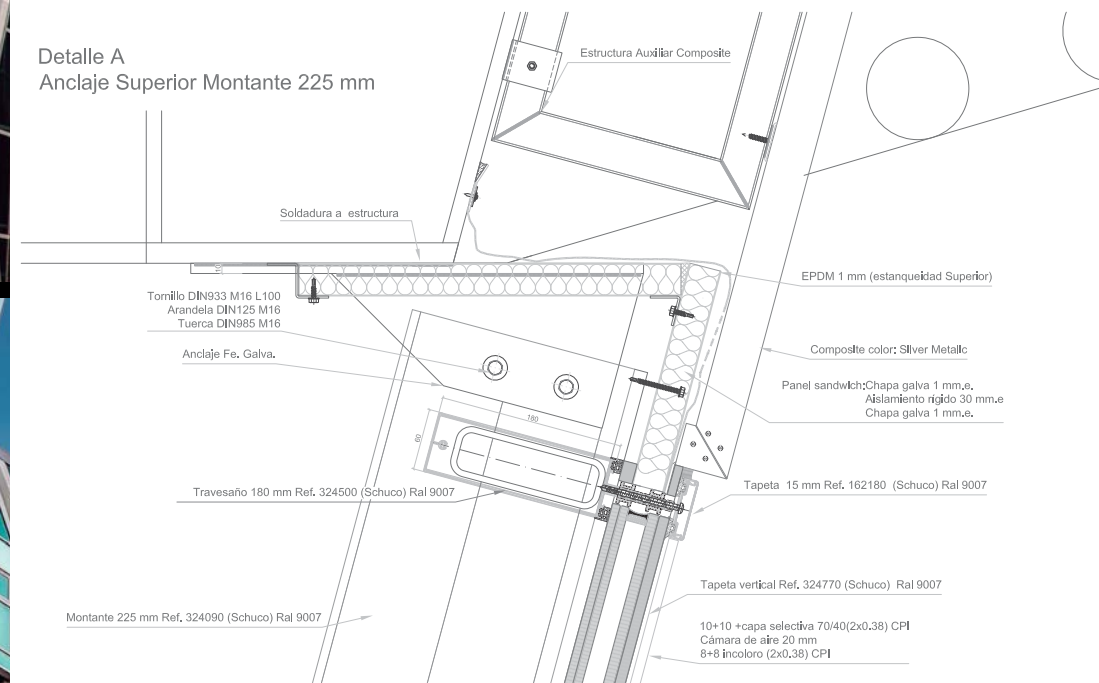 Detalle A
Anclaje Superior Montante 225 mm
Estructura Auxiliar Composite
Soldadura a estructura
10
EPDM 1 mm (estanqueidad Superior)
Tornillo DIN933 M16 L100
Arandela DIN125 M16
Tuerca DIN985 M16
Anclaje Fe. Galva.
Composite color: Silver Metalic
Panel sandwich:Chapa galva 1 mm.e.
Aislamiento rigido 30 mm.e
Chapa galva 1 mm.e.
180
60
Travesaño 180 mm Ref. 324500 (Schuco) Ral 9007
Tapeta 15 mm Ref. 162180 (Schuco) Ral 9007
Tapeta vertical Ref. 324770 (Schuco) Ral 9007
Montante 225 mm Ref. 324090 (Schuco) Ral 9007
10+10 +capa selectiva 70/40(2x0.38) CPI
Cámara de aire 20 mm
8+8 incoloro (2x0.38) CPI